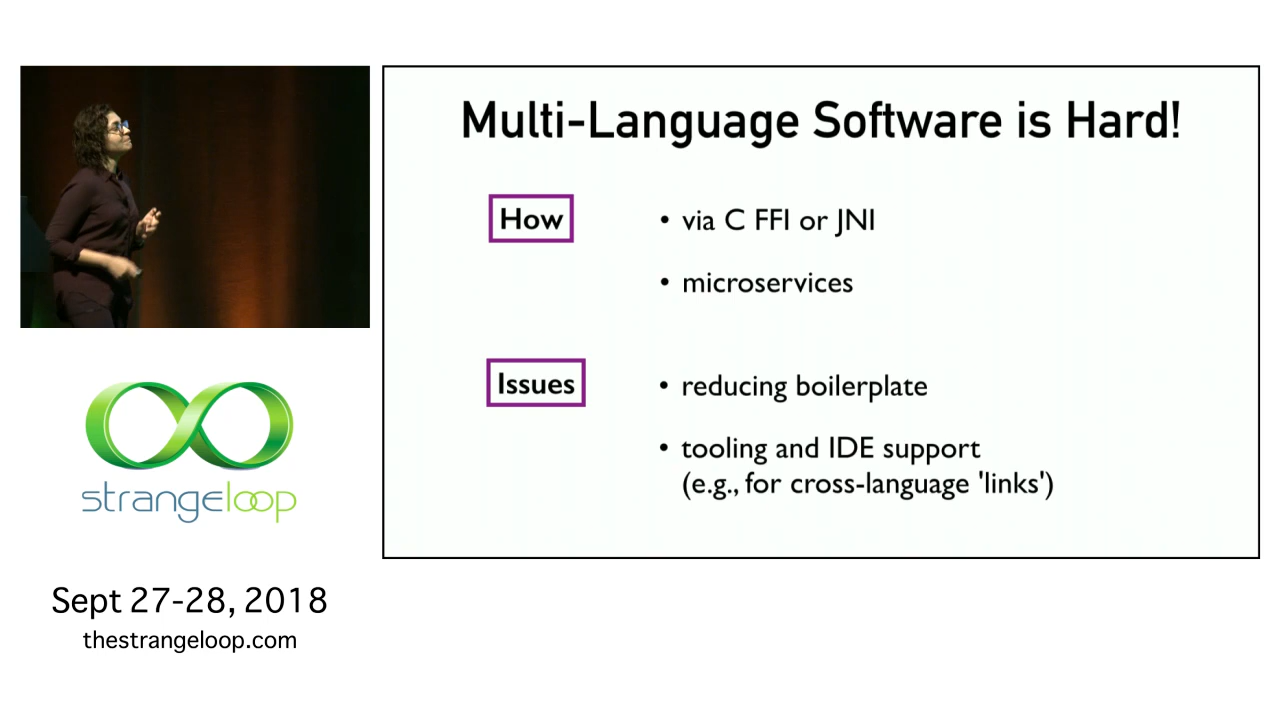 Multi-Language Software is Hard!
How
• via C FFI or JNI
• microservices
Issues
• reducing boilerplate
• tooling and IDE support
(e.g., for cross-language 'links')
strangeloop
Sept 27-28, 2018
thestrangeloop.com